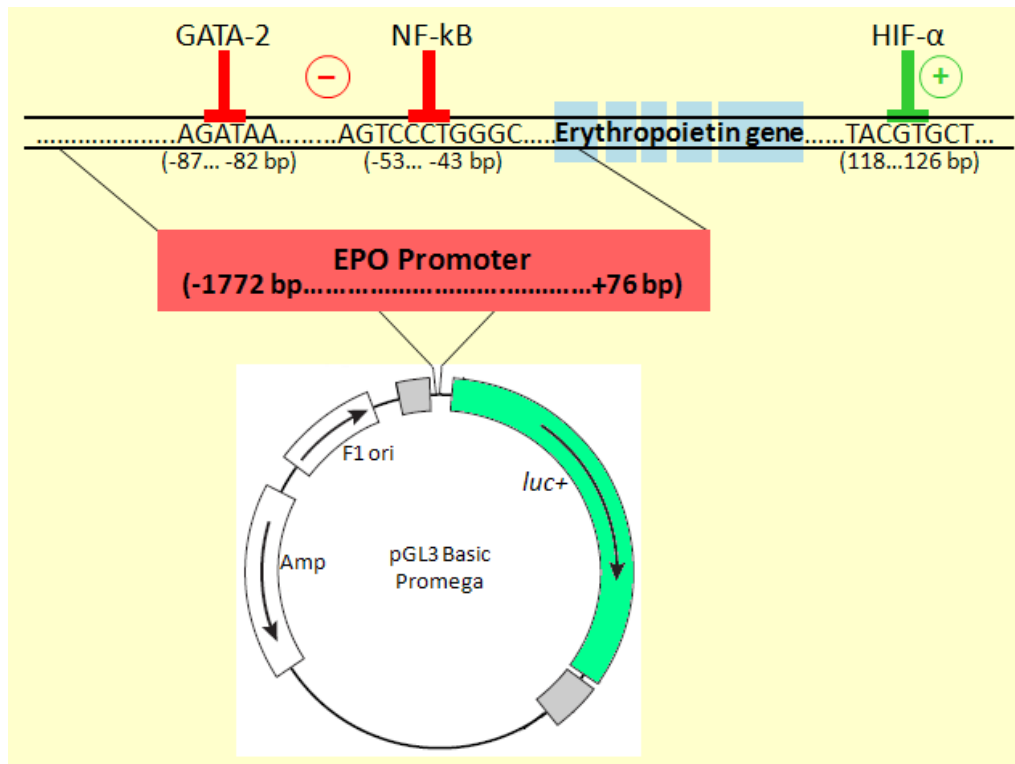 GATA-2 NF-kB HIF-α
− +
.....................AGATAA.........AGTCCCTGGGC.....Erythropoietin gene......TACGTGCT...
(-87... -82 bp) (-53... -43 bp) (118...126 bp)
EPO Promoter
(-1772 bp.......................................+76 bp)
F1 ori
luc+
Amp
pGL3 Basic
Promega